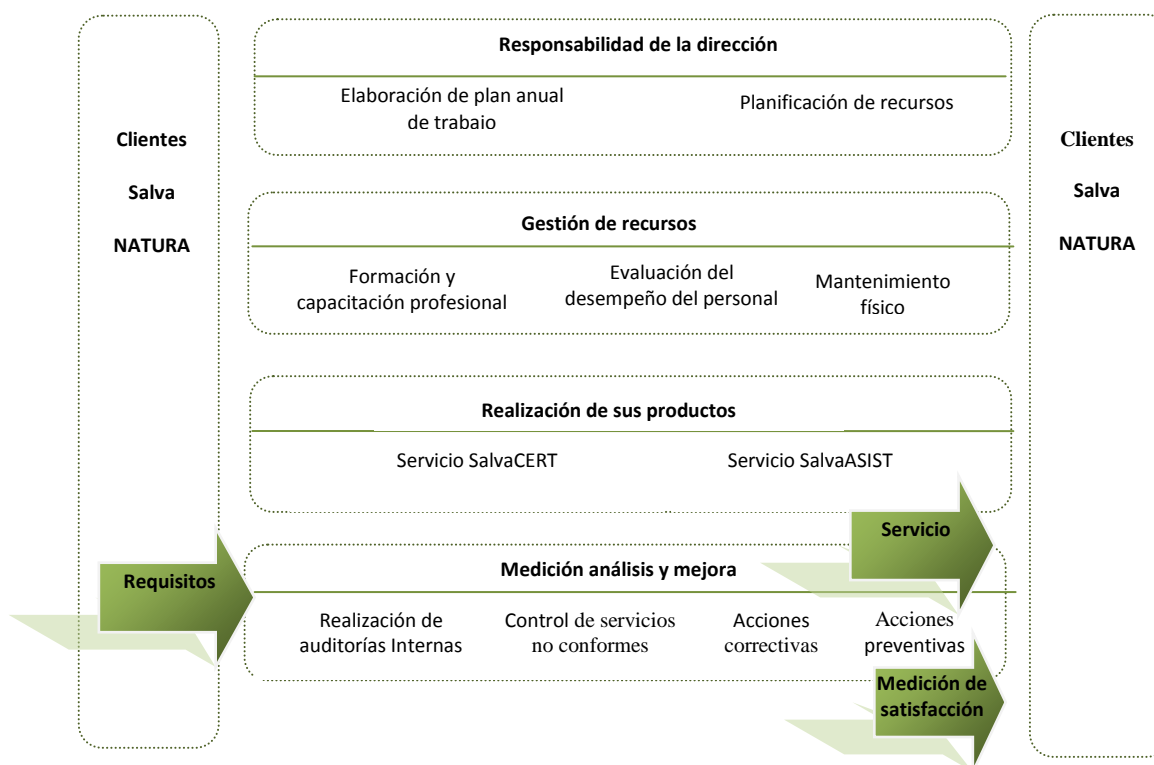 Clientes
Salva
NATURA
Responsabilidad de la dirección
Elaboración de plan anual
de trabaio
Planificación de recursos
Gestión de recursos
Formación y
capacitación profesional
Evaluación del
desempeño del personal
Mantenimiento
físico
Realización de sus productos
Servicio SalvaCERT
Servicio SalvaASIST
Requisitos
Servicio
Medición análisis y mejora
Realización de
auditorías Internas
Control de servicios
no conformes
Acciones
correctivas
Acciones
preventivas
Medición de
satisfacción
Clientes
Salva
NATURA